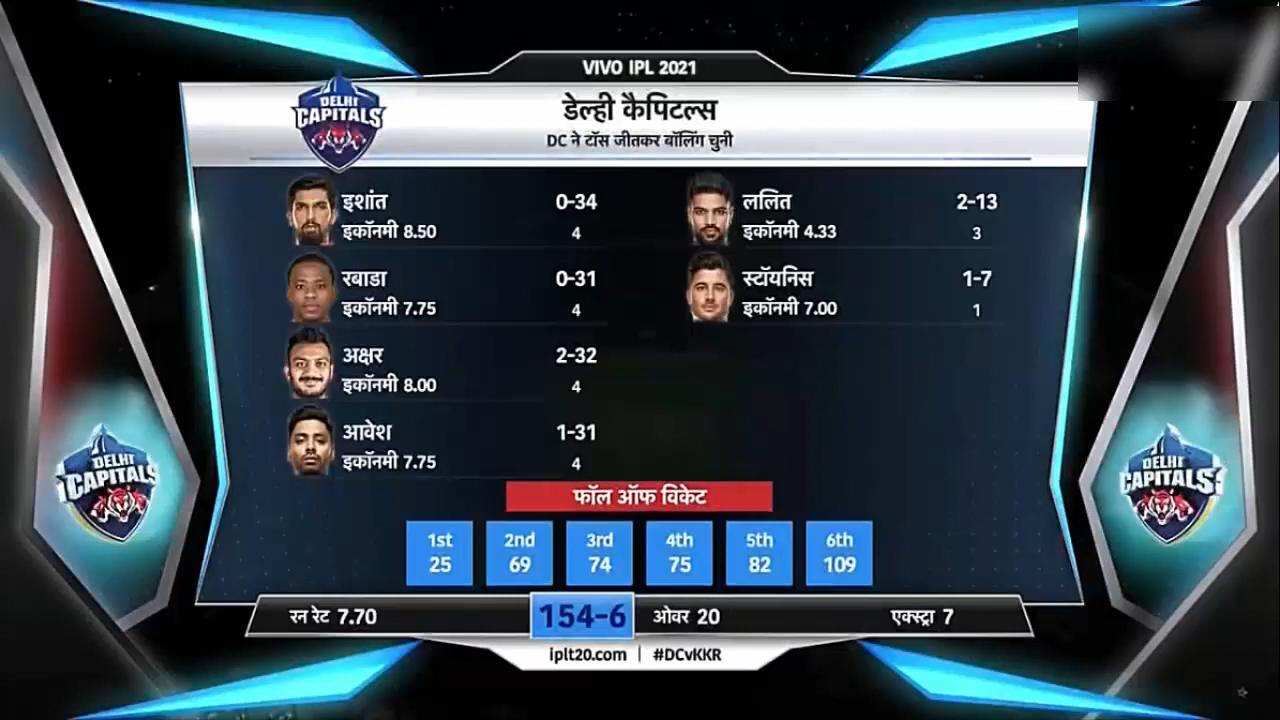 VIVO IPL 2021
DELHI CAPITALS
डेल्ही कैपिटल्स
DC ने टॉस जीतकर बॉलिंग चुनी
इशांत 0-34
इकॉनमी 8.50 4
रबाडा 0-31
इकॉनमी 7.75 4
अक्षर 2-32
इकॉनमी 8.00 4
आवेश 1-31
इकॉनमी 7.75 4
ललित 2-13
इकॉनमी 4.33 3
स्टॉयनिस 1-7
इकॉनमी 7.00 1
फॉल ऑफ विकेट
1st 2nd 3rd 4th 5th 6th
25 69 74 75 82 109
रन रेट 7.70 154-6 ओवर 20 एक्स्ट्रा 7
iplt20.com | #DCvKKR
DELHI CAPITALS
DELHI CAPITALS